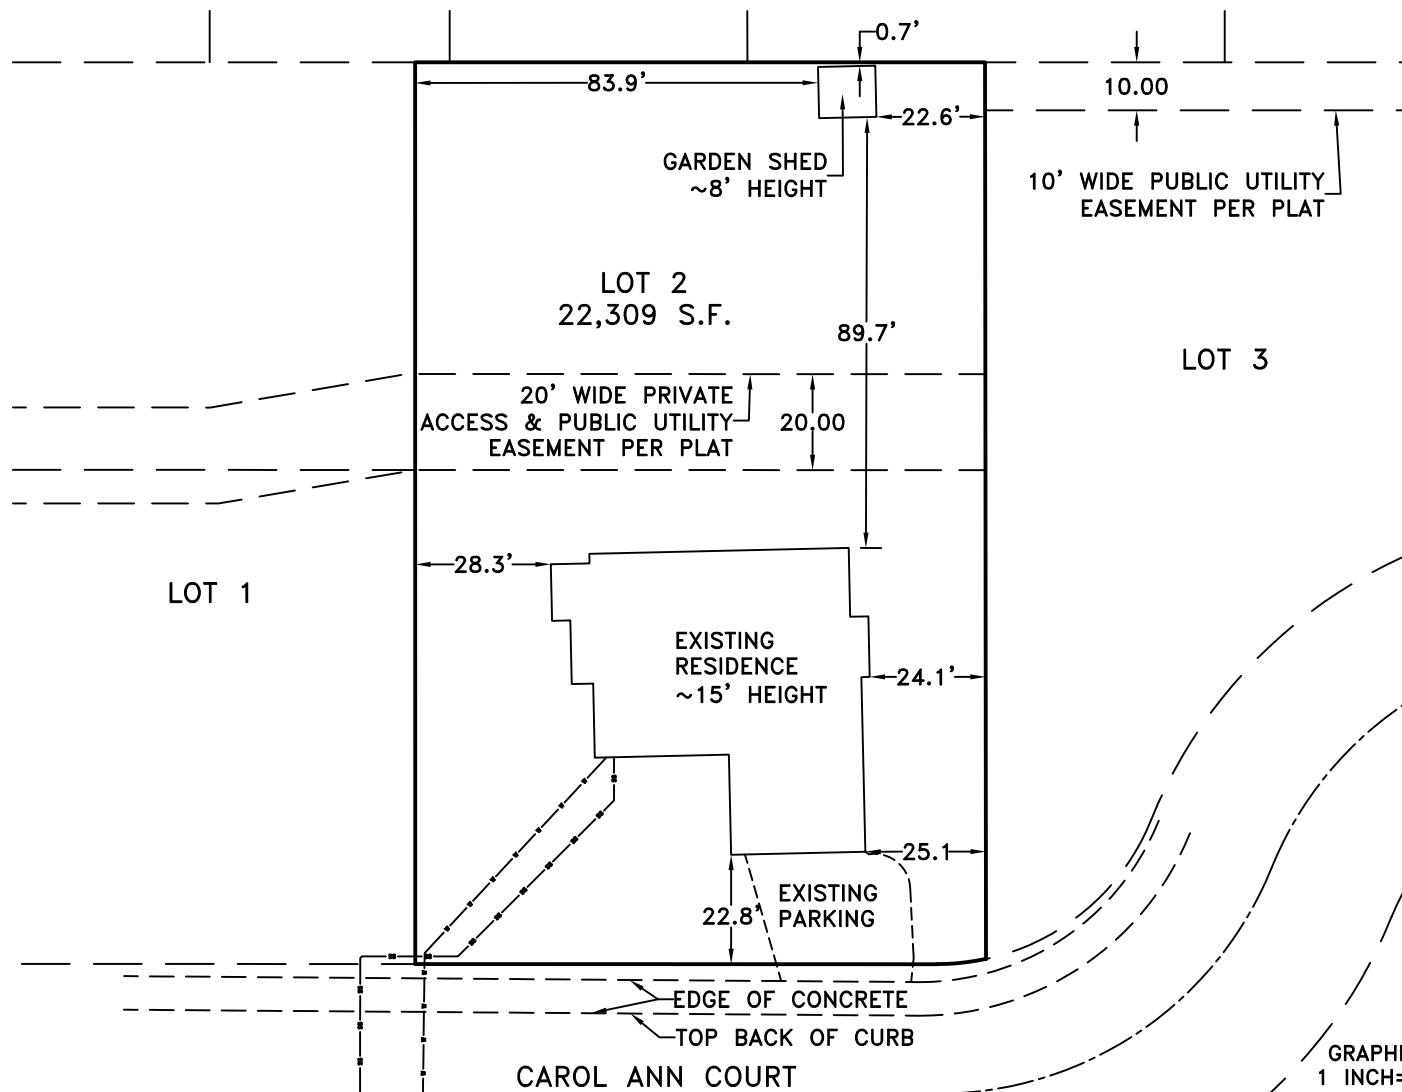 0.7'
83.9'
10.00
22.6'
GARDEN SHED
~8' HEIGHT
10' WIDE PUBLIC UTILITY
EASEMENT PER PLAT
LOT 2
22,309 S.F.
89.7'
LOT 3
20' WIDE PRIVATE
ACCESS & PUBLIC UTILITY
EASEMENT PER PLAT
20.00
28.3'
LOT 1
EXISTING
RESIDENCE
~15' HEIGHT
24.1'
25.1
EXISTING
PARKING
22.8'
EDGE OF CONCRETE
TOP BACK OF CURB
CAROL ANN COURT
1 INCH=